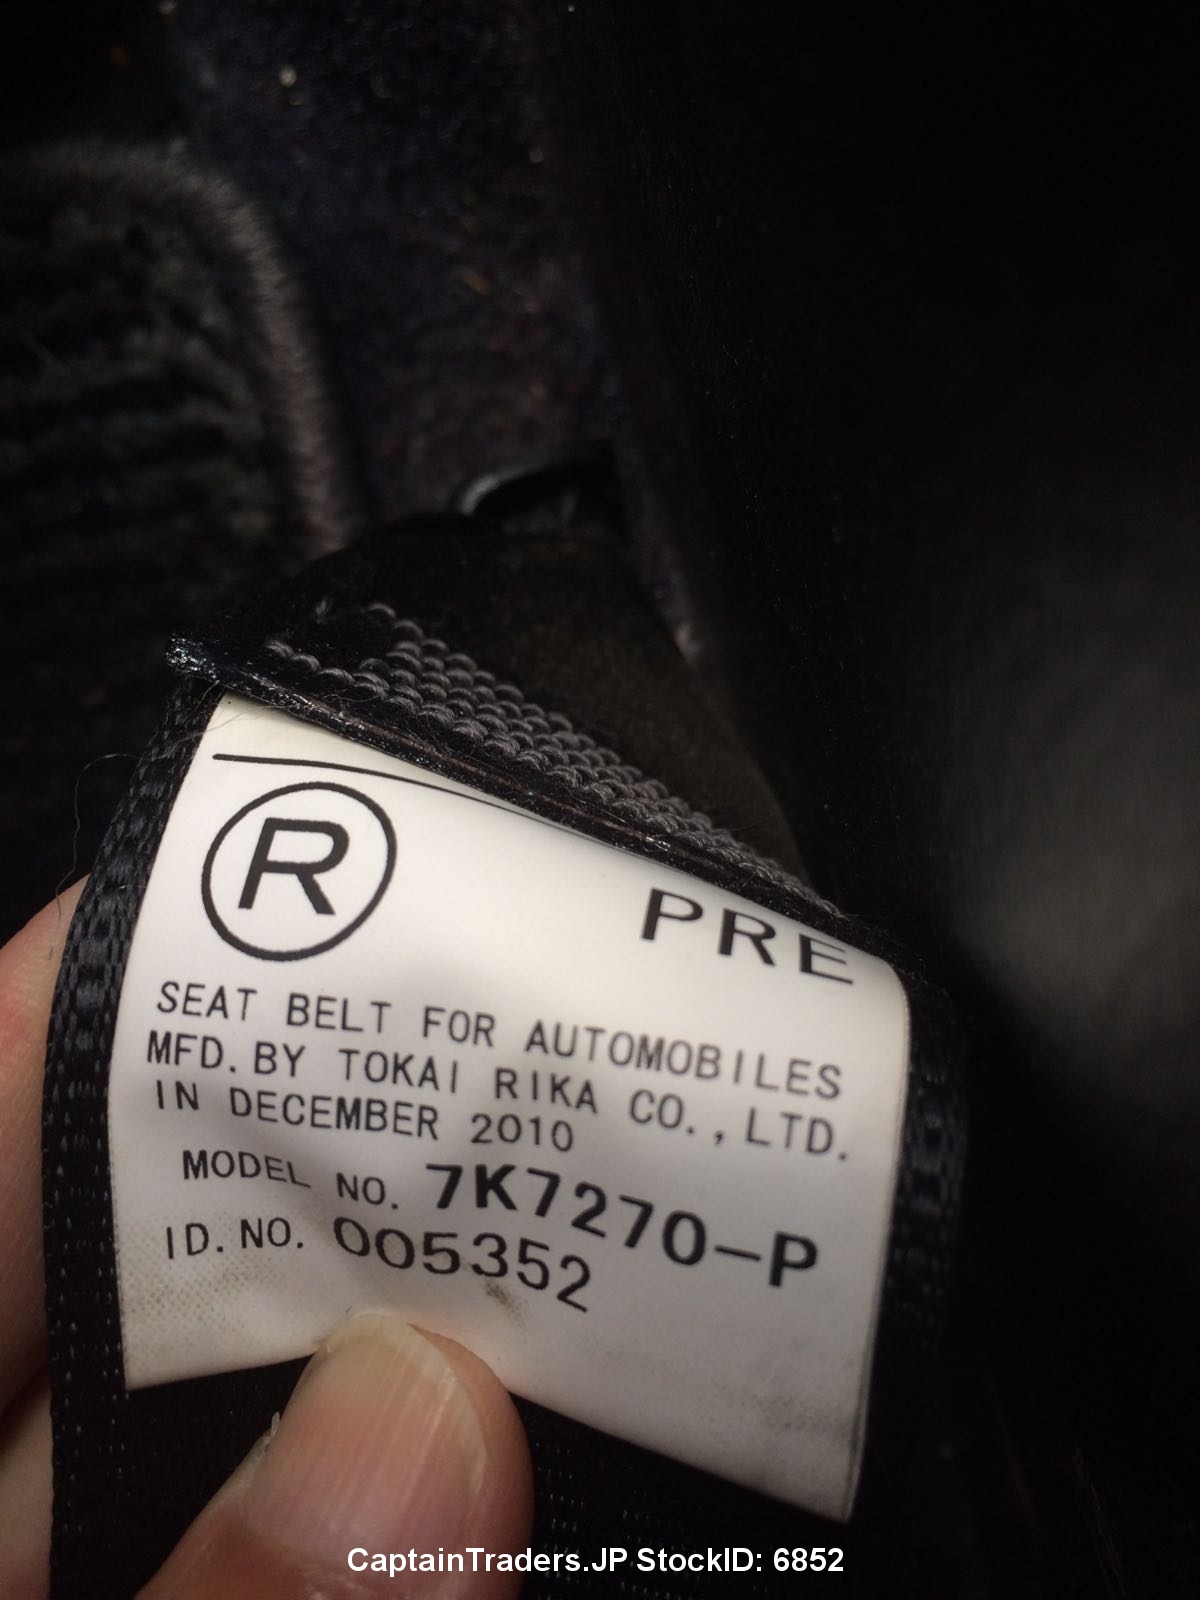 R PRE
SEAT BELT FOR AUTOMOBILES
MFD. BY TOKAI RIKA CO., LTD.
IN DECEMBER 2010
MODEL NO. 7K7270-P
ID. NO. 005352
CaptainTraders.JP StockID: 6852